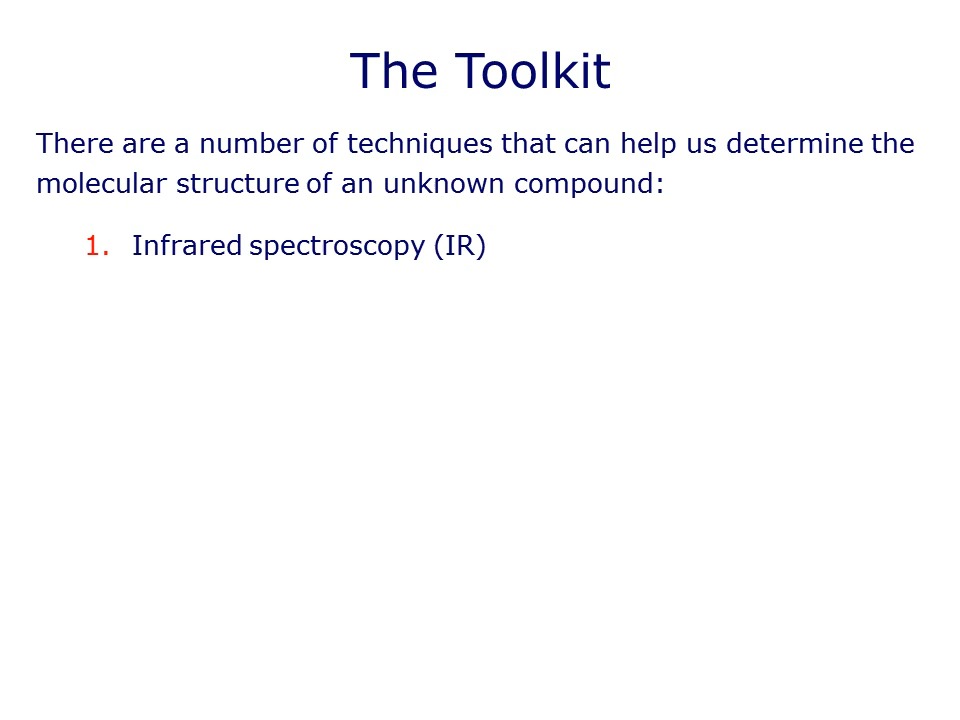 The Toolkit
There are a number of techniques that can help us determine the
molecular structure of an unknown compound:
1. Infrared spectroscopy (IR)